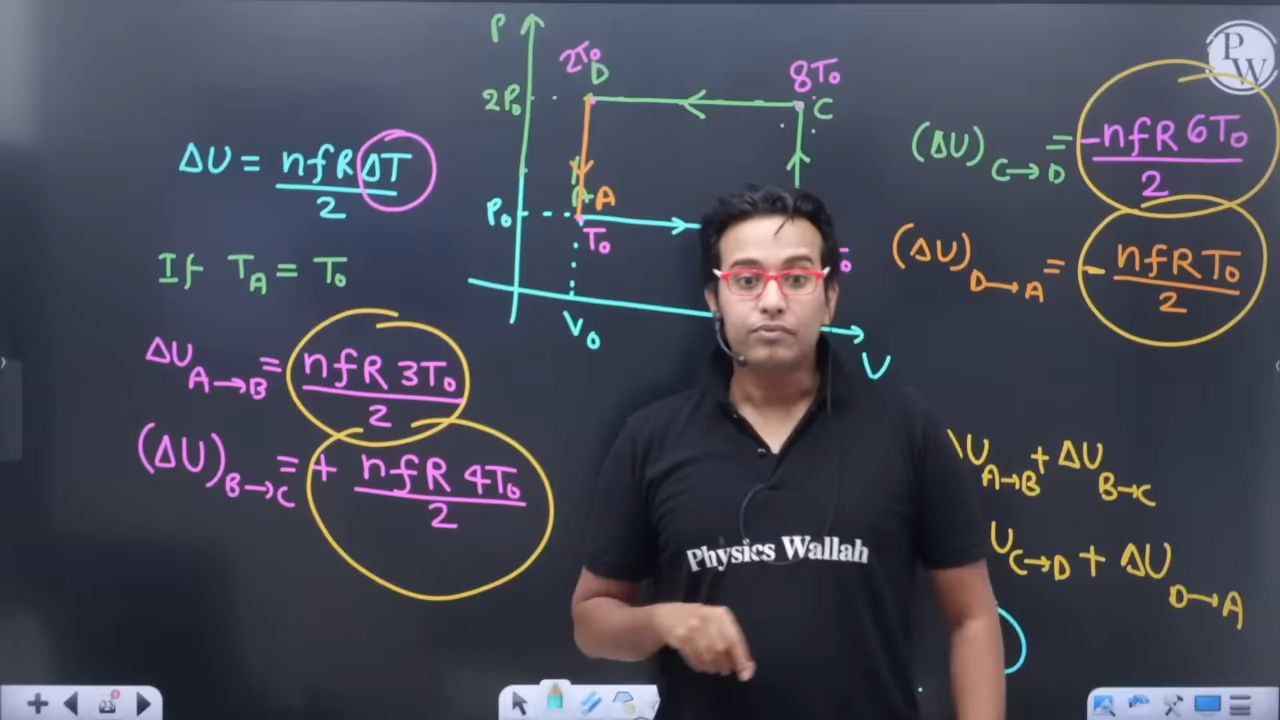 P
2T₀
D
8T₀
C
2P₀
P₀
A
T₀
V₀
V
PW
ΔU = nfRΔT/2
If T_A = T₀
ΔU_A→B = nfR 3T₀/2
(ΔU)_B→C = + nfR 4T₀/2
(ΔU)_C→D = -nfR 6T₀/2
(ΔU)_D→A = - nfRT₀/2
U_A→B + ΔU_B→C
U_C→D + ΔU_D→A
Physics Wallah